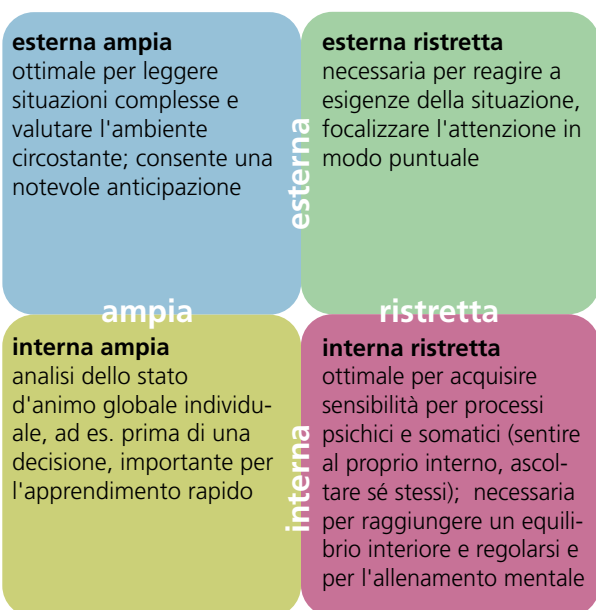 esterna ampia
ottimale per leggere
situazioni complesse e
valutare l'ambiente
circostante; consente una
notevole anticipazione
esterna ristretta
necessaria per reagire a
esigenze della situazione,
focalizzare l'attenzione in
modo puntuale
esterna
ampia
ristretta
interna ampia
analisi dello stato
d'animo globale individu-
ale, ad es. prima di una
decisione, importante per
l'apprendimento rapido
interna
interna ristretta
ottimale per acquisire
sensibilità per processi
psichici e somatici (sentire
al proprio interno, ascol-
tare sé stessi); necessaria
per raggiungere un equili-
brio interiore e regolarsi e
per l'allenamento mentale